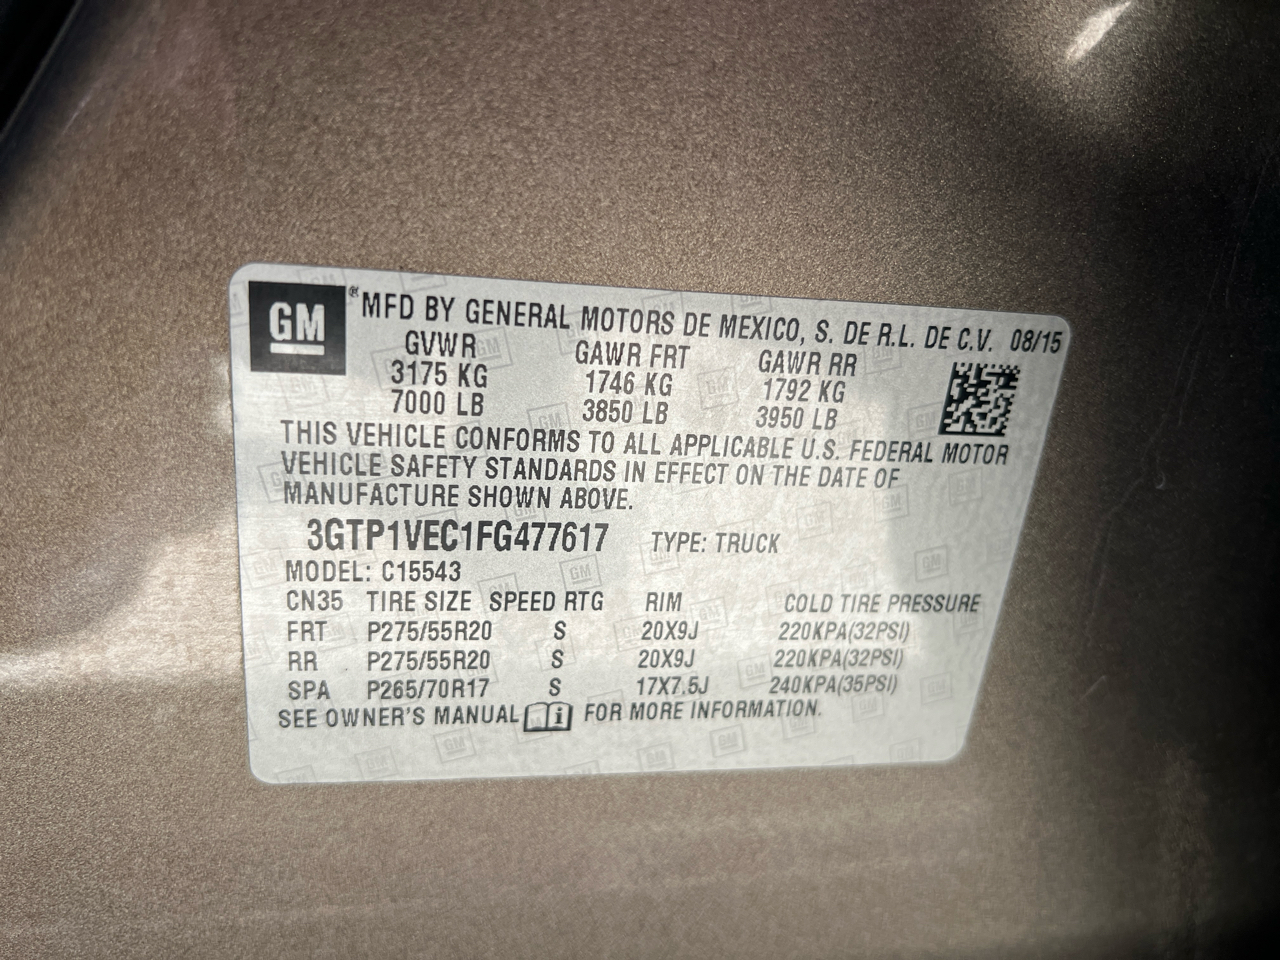 GM ® MFD BY GENERAL MOTORS DE MEXICO, S. DE R.L. DE C.V. 08/15
GVWR GAWR FRT GAWR RR
3175 KG 1746 KG 1792 KG
7000 LB 3850 LB 3950 LB
THIS VEHICLE CONFORMS TO ALL APPLICABLE U.S. FEDERAL MOTOR
VEHICLE SAFETY STANDARDS IN EFFECT ON THE DATE OF
MANUFACTURE SHOWN ABOVE.
3GTP1VEC1FG477617 TYPE: TRUCK
MODEL: C15543
CN35 TIRE SIZE SPEED RTG RIM COLD TIRE PRESSURE
FRT P275/55R20 S 20X9J 220KPA(32PSI)
RR P275/55R20 S 20X9J 220KPA(32PSI)
SPA P265/70R17 S 17X7.5J 240KPA(35PSI)
SEE OWNER'S MANUAL i FOR MORE INFORMATION.